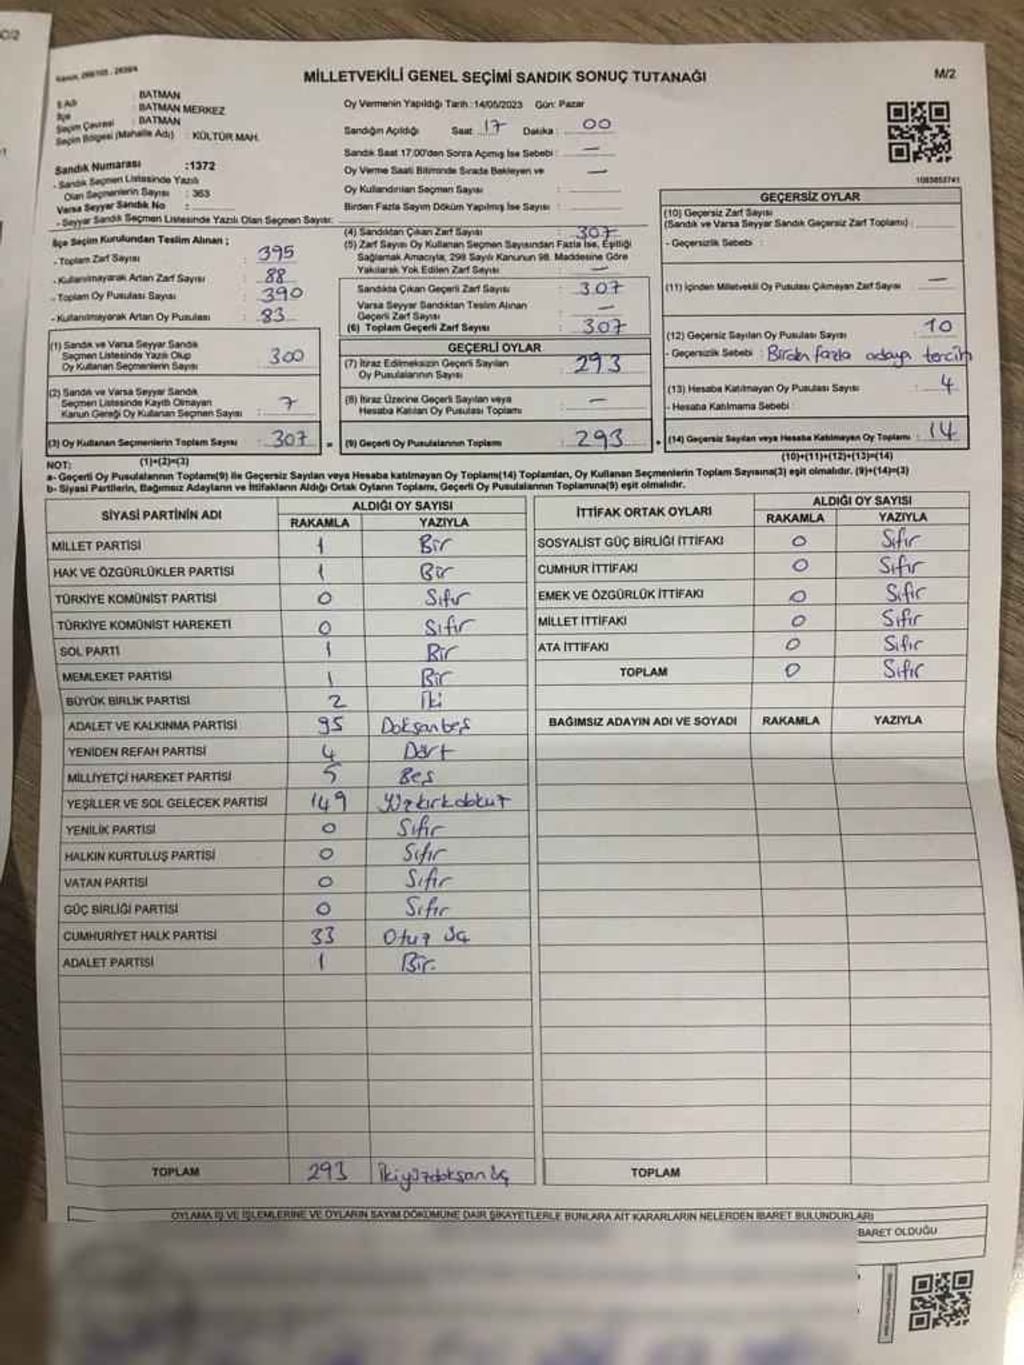 MİLLETVEKİLİ GENEL SEÇİMİ SANDIK SONUÇ TUTANAĞI
M/2
İl Adı : BATMAN
İlçe : BATMAN MERKEZ
Seçim Çevresi : BATMAN
Seçim Bölgesi (Mahalle Adı) : KÜLTÜR MAH.
Sandık Numarası :1372
- Sandık Seçmen Listesinde Yazılı
Olan Seçmenlerin Sayısı : 363
Varsa Seyyar Sandık No :
- Seyyar Sandık Seçmen Listesinde Yazılı Olan Seçmen Sayısı:
Oy Vermenin Yapıldığı Tarih :14/05/2023 Gün: Pazar
Sandığın Açıldığı Saat : 17 Dakika : 00
Sandık Saat 17:00'den Sonra Açmış İse Sebebi : —
Oy Verme Saati Bitiminde Sırada Bekleyen ve —
Oy Kullandırılan Seçmen Sayısı :
Birden Fazla Sayım Döküm Yapılmış İse Sayısı :
1083853741
İlçe Seçim Kurulundan Teslim Alınan ;
- Toplam Zarf Sayısı : 395
- Kullanılmayarak Artan Zarf Sayısı : 88
- Toplam Oy Pusulası Sayısı : 390
- Kullanılmayarak Artan Oy Pusulası : 83
(1) Sandık ve Varsa Seyyar Sandık
Seçmen Listesinde Yazılı Olup
Oy Kullanan Seçmenlerin Sayısı : 300
(2) Sandık ve Varsa Seyyar Sandık
Seçmen Listesinde Kayıtlı Olmayan
Kanun Gereği Oy Kullanan Seçmen Sayısı : 7
(3) Oy Kullanan Seçmenlerin Toplam Sayısı : 307
(1)+(2)=(3)
(4) Sandıktan Çıkan Zarf Sayısı : 307
(5) Zarf Sayısı Oy Kullanan Seçmen Sayısından Fazla İse, Eşitliği
Sağlamak Amacıyla, 298 Sayılı Kanunun 98. Maddesine Göre
Yakılarak Yok Edilen Zarf Sayısı : —
Sandıkta Çıkan Geçerli Zarf Sayısı : 307
Varsa Seyyar Sandıktan Teslim Alınan
Geçerli Zarf Sayısı : —
(6) Toplam Geçerli Zarf Sayısı : 307
GEÇERLİ OYLAR
(7) İtiraz Edilmeksizin Geçerli Sayılan
Oy Pusulalarının Sayısı : 293
(8) İtiraz Üzerine Geçerli Sayılan veya
Hesaba Katılan Oy Pusulası Toplamı : —
= (9) Geçerli Oy Pusulalarının Toplamı : 293
GEÇERSİZ OYLAR
(10) Geçersiz Zarf Sayısı
(Sandık ve Varsa Seyyar Sandık Geçersiz Zarf Toplamı) :
- Geçersizlik Sebebi :
(11) İçinden Milletvekili Oy Pusulası Çıkmayan Zarf Sayısı : —
(12) Geçersiz Sayılan Oy Pusulası Sayısı : 10
- Geçersizlik Sebebi : Birden fazla adaya tercih
(13) Hesaba Katılmayan Oy Pusulası Sayısı : 4
- Hesaba Katılmama Sebebi :
+ (14) Geçersiz Sayılan veya Hesaba Katılmayan Oy Toplamı : 14
(10)+(11)+(12)+(13)=(14)
NOT:
a- Geçerli Oy Pusulalarının Toplamı(9) ile Geçersiz Sayılan veya Hesaba katılmayan Oy Toplamı(14) Toplamları, Oy Kullanan Seçmenlerin Toplam Sayısına(3) eşit olmalıdır. (9)+(14)=(3)
b- Siyasi Partilerin, Bağımsız Adayların ve İttifakların Aldığı Ortak Oyların Toplamı, Geçerli Oy Pusulalarının Toplamına(9) eşit olmalıdır.
SİYASİ PARTİNİN ADI ALDIĞI OY SAYISI
RAKAMLA YAZIYLA
MİLLET PARTİSİ 1 Bir
HAK VE ÖZGÜRLÜKLER PARTİSİ 1 Bir
TÜRKİYE KOMÜNİST PARTİSİ 0 Sıfır
TÜRKİYE KOMÜNİST HAREKETİ 0 Sıfır
SOL PARTİ 1 Bir
MEMLEKET PARTİSİ 1 Bir
BÜYÜK BİRLİK PARTİSİ 2 İki
ADALET VE KALKINMA PARTİSİ 95 Doksanbeş
YENİDEN REFAH PARTİSİ 4 Dört
MİLLİYETÇİ HAREKET PARTİSİ 5 Beş
YEŞİLLER VE SOL GELECEK PARTİSİ 149 Yüzkırkdokuz
YENİLİK PARTİSİ 0 Sıfır
HALKIN KURTULUŞ PARTİSİ 0 Sıfır
VATAN PARTİSİ 0 Sıfır
GÜÇ BİRLİĞİ PARTİSİ 0 Sıfır
CUMHURİYET HALK PARTİSİ 33 Otuz üç
ADALET PARTİSİ 1 Bir.
TOPLAM 293 İkiyüzdoksan üç
İTTİFAK ORTAK OYLARI ALDIĞI OY SAYISI
RAKAMLA YAZIYLA
SOSYALİST GÜÇ BİRLİĞİ İTTİFAKI 0 Sıfır
CUMHUR İTTİFAKI 0 Sıfır
EMEK VE ÖZGÜRLÜK İTTİFAKI 0 Sıfır
MİLLET İTTİFAKI 0 Sıfır
ATA İTTİFAKI 0 Sıfır
TOPLAM 0 Sıfır
BAĞIMSIZ ADAYIN ADI VE SOYADI RAKAMLA YAZIYLA
TOPLAM
OYLAMA İŞ VE İŞLEMLERİNE VE OYLARIN SAYIM DÖKÜMÜNE DAİR ŞİKAYETLERLE BUNLARA AİT KARARLARIN NELERDEN İBARET BULUNDUKLARI
BARET OLDUĞU